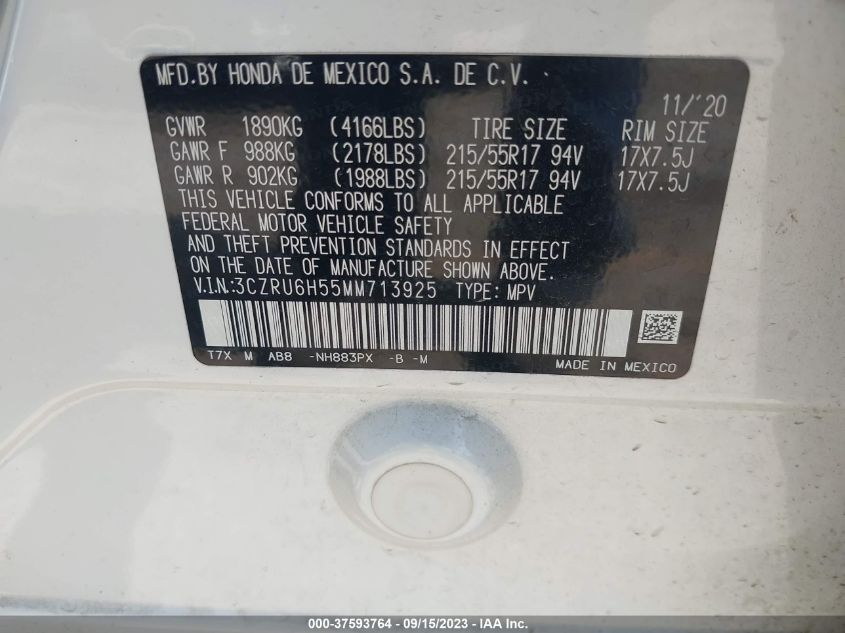 MFD.BY HONDA DE MEXICO S.A. DE C.V.
11/'20
GVWR 1890KG (4166LBS) TIRE SIZE RIM SIZE
GAWR F 988KG (2178LBS) 215/55R17 94V 17X7.5J
GAWR R 902KG (1988LBS) 215/55R17 94V 17X7.5J
THIS VEHICLE CONFORMS TO ALL APPLICABLE
FEDERAL MOTOR VEHICLE SAFETY
AND THEFT PREVENTION STANDARDS IN EFFECT
ON THE DATE OF MANUFACTURE SHOWN ABOVE.
V.I.N.:3CZRU6H55MM713925 TYPE: MPV
T7X M AB8 -NH883PX -B -M
MADE IN MEXICO
000-37593764 - 09/15/2023 - IAA Inc.